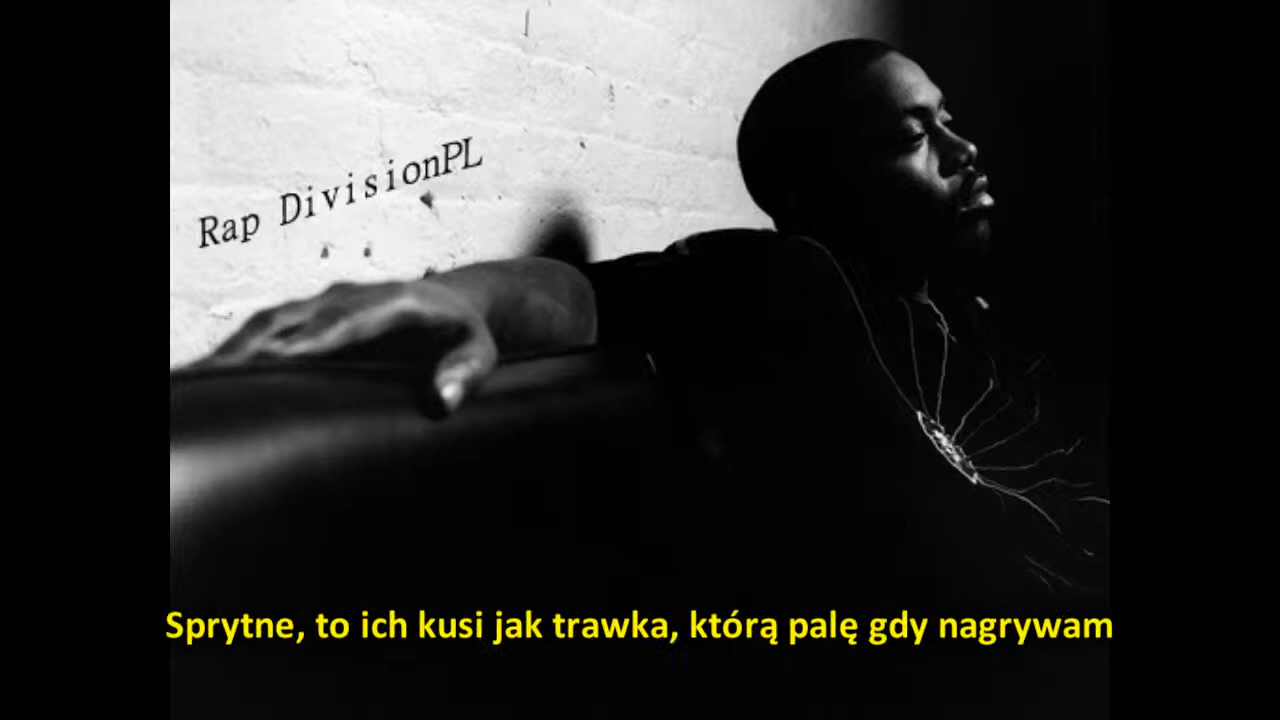 Rap DivisionPL
Sprytne, to ich kusi jak trawka, którą palę gdy nagrywam